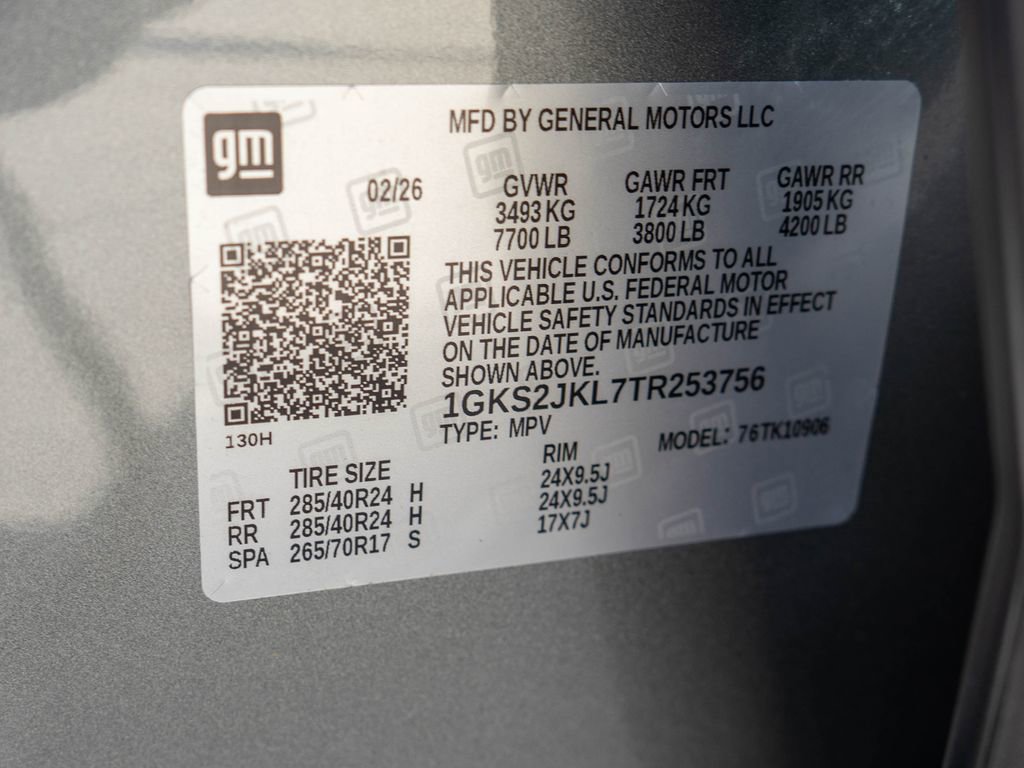 gm
MFD BY GENERAL MOTORS LLC
02/26
GVWR GAWR FRT GAWR RR
3493 KG 1724 KG 1905 KG
7700 LB 3800 LB 4200 LB
THIS VEHICLE CONFORMS TO ALL
APPLICABLE U.S. FEDERAL MOTOR
VEHICLE SAFETY STANDARDS IN EFFECT
ON THE DATE OF MANUFACTURE
SHOWN ABOVE.
1GKS2JKL7TR253756
130H
TYPE: MPV MODEL: 76TK10906
TIRE SIZE RIM
FRT 285/40R24 H 24X9.5J
RR 285/40R24 H 24X9.5J
SPA 265/70R17 S 17X7J